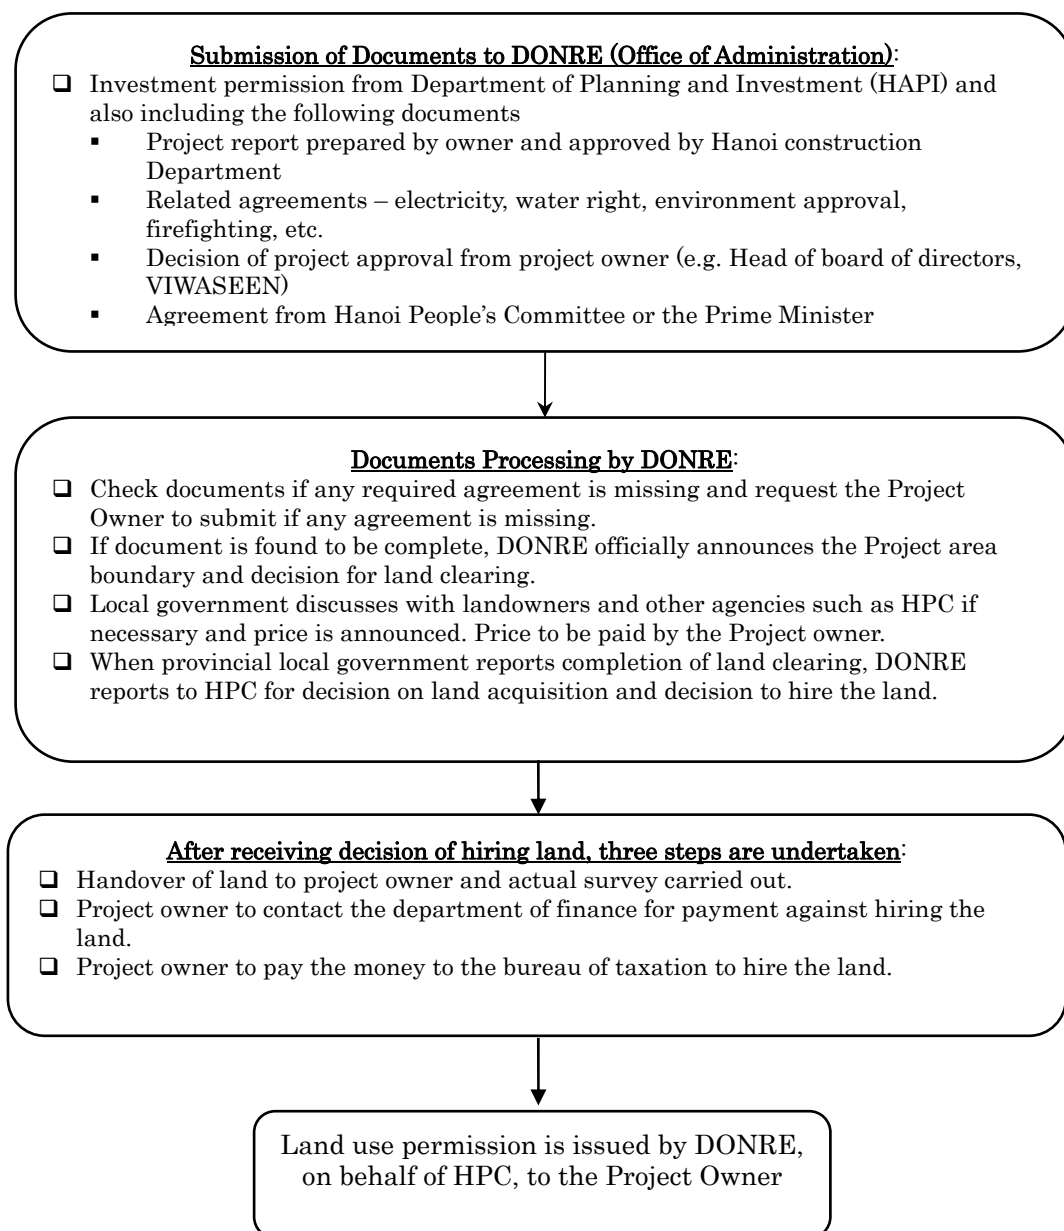 Submission of Documents to DONRE (Office of Administration):
❑ Investment permission from Department of Planning and Investment (HAPI) and
also including the following documents
▪ Project report prepared by owner and approved by Hanoi construction
Department
▪ Related agreements – electricity, water right, environment approval,
firefighting, etc.
▪ Decision of project approval from project owner (e.g. Head of board of directors,
VIWASEEN)
▪ Agreement from Hanoi People's Committee or the Prime Minister
Documents Processing by DONRE:
❑ Check documents if any required agreement is missing and request the Project
Owner to submit if any agreement is missing.
❑ If document is found to be complete, DONRE officially announces the Project area
boundary and decision for land clearing.
❑ Local government discusses with landowners and other agencies such as HPC if
necessary and price is announced. Price to be paid by the Project owner.
❑ When provincial local government reports completion of land clearing, DONRE
reports to HPC for decision on land acquisition and decision to hire the land.
After receiving decision of hiring land, three steps are undertaken:
❑ Handover of land to project owner and actual survey carried out.
❑ Project owner to contact the department of finance for payment against hiring the
land.
❑ Project owner to pay the money to the bureau of taxation to hire the land.
Land use permission is issued by DONRE,
on behalf of HPC, to the Project Owner